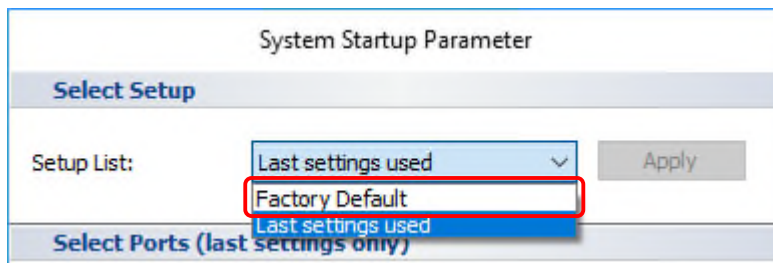 System Startup Parameter
Select Setup
Setup List: Last settings used Apply
Factory Default
Last settings used
Select Ports (last settings only)